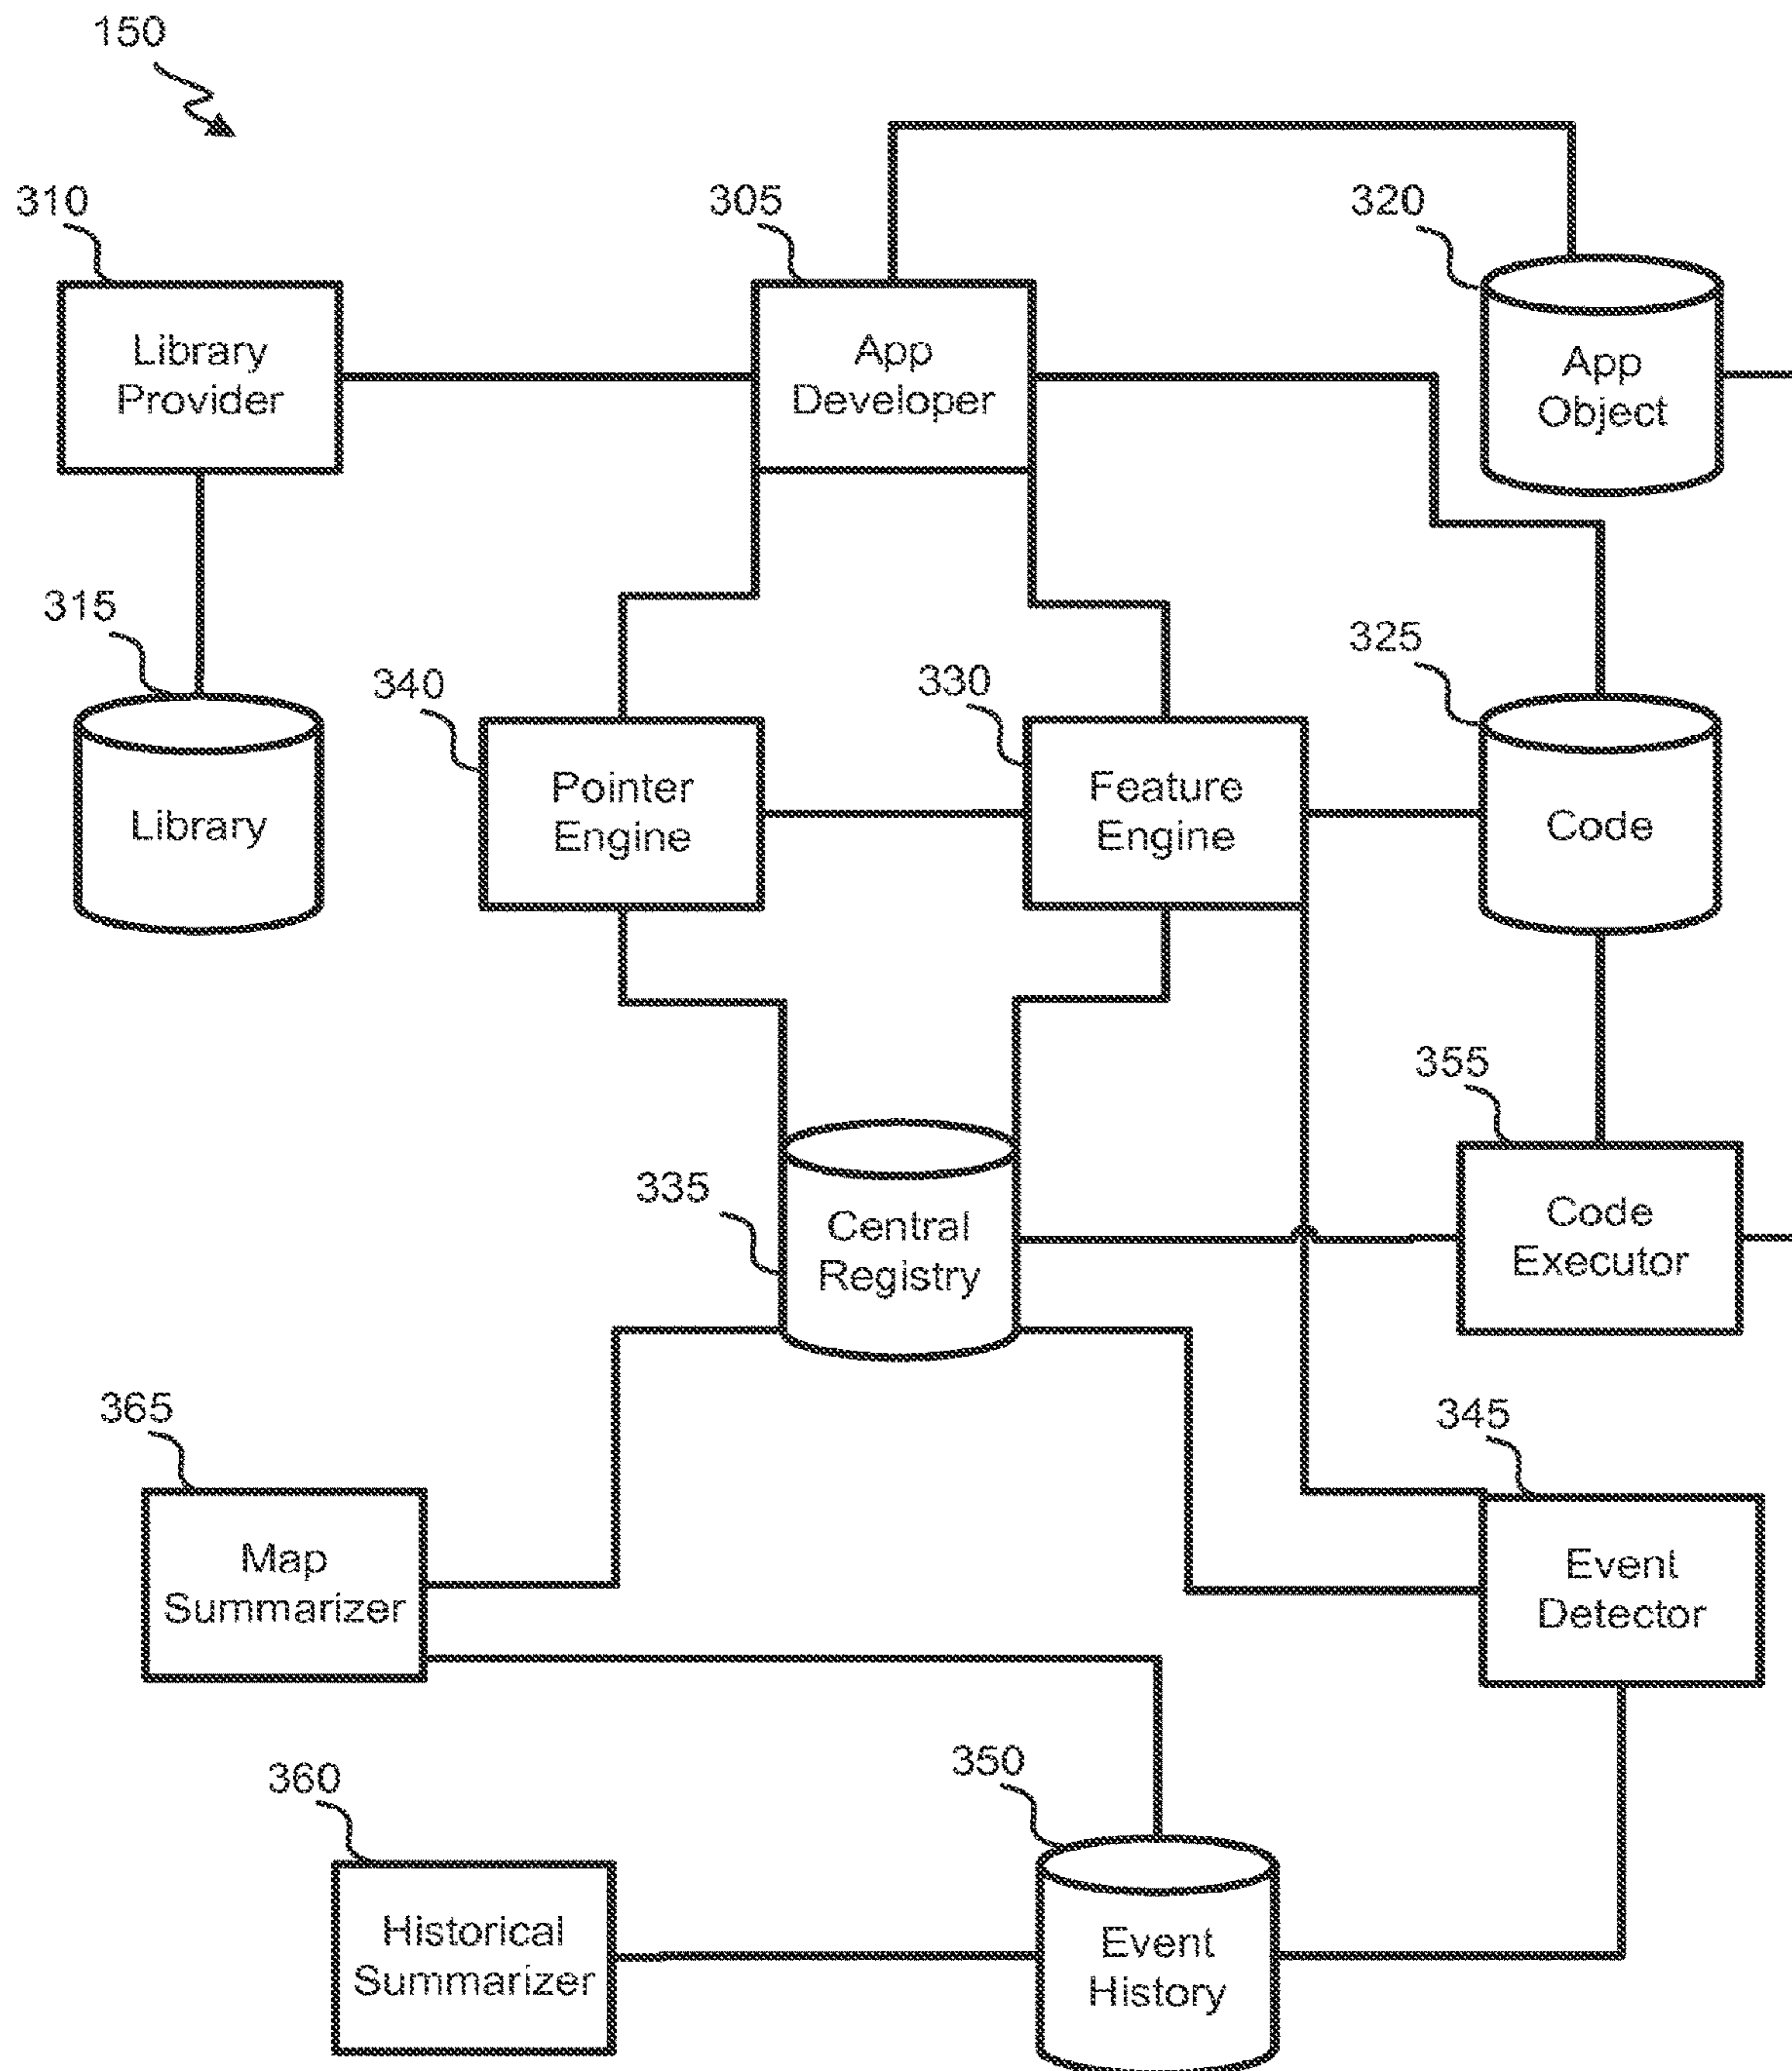 150
310
305
320
Library
Provider
App
Developer
App
Object
315
340
330
325
Library
Pointer
Engine
Feature
Engine
Code
335
355
Central
Registry
Code
Executor
365
345
Map
Summarizer
Event
Detector
360
350
Historical
Summarizer
Event
History